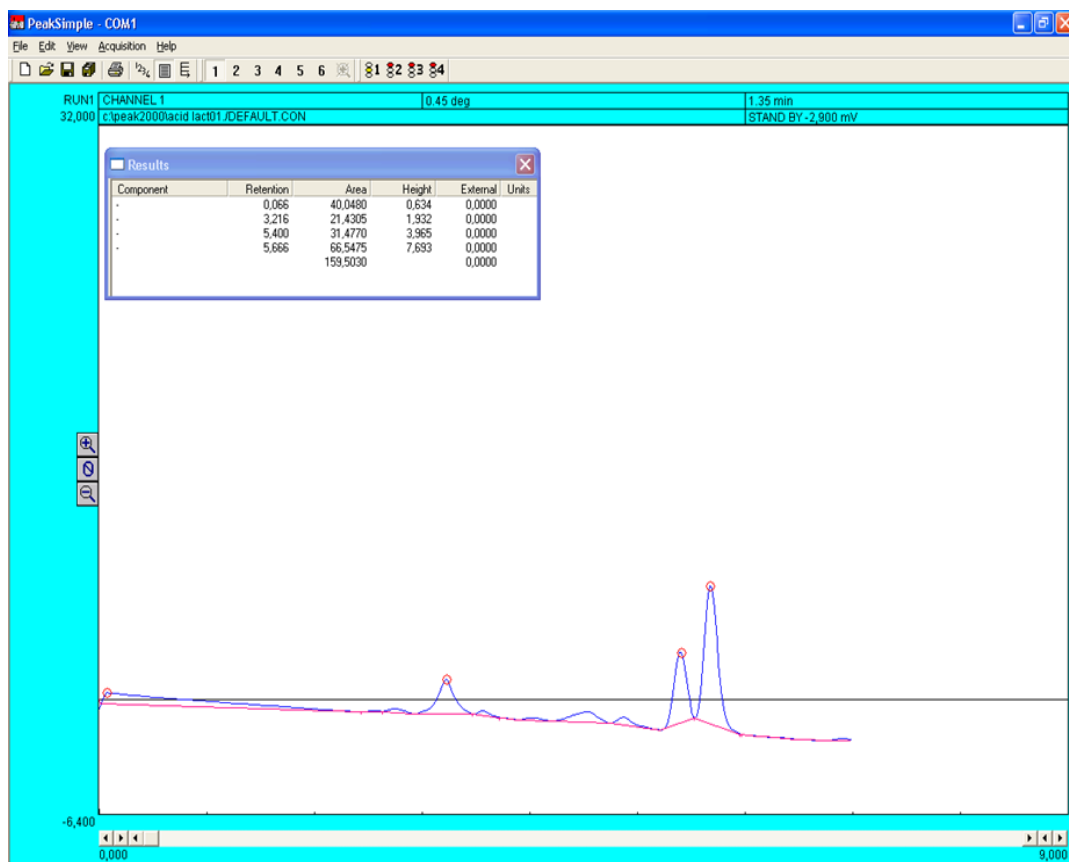 PeakSimple - COM1
File Edit View Acquisition Help
1 2 3 4 5 6 1 2 3 4
RUN1 CHANNEL 1 0.45 deg 1.35 min
32,000 c:\peak2000\acid lact01./DEFAULT.CON STAND BY -2,900 mV
Results
Component Retention Area Height External Units
- 0,066 40,0480 0,634 0,0000
- 3,216 21,4305 1,932 0,0000
- 5,400 31,4770 3,965 0,0000
- 5,666 66,5475 7,693 0,0000
159,5030 0,0000
-6,400
0,000 9,000